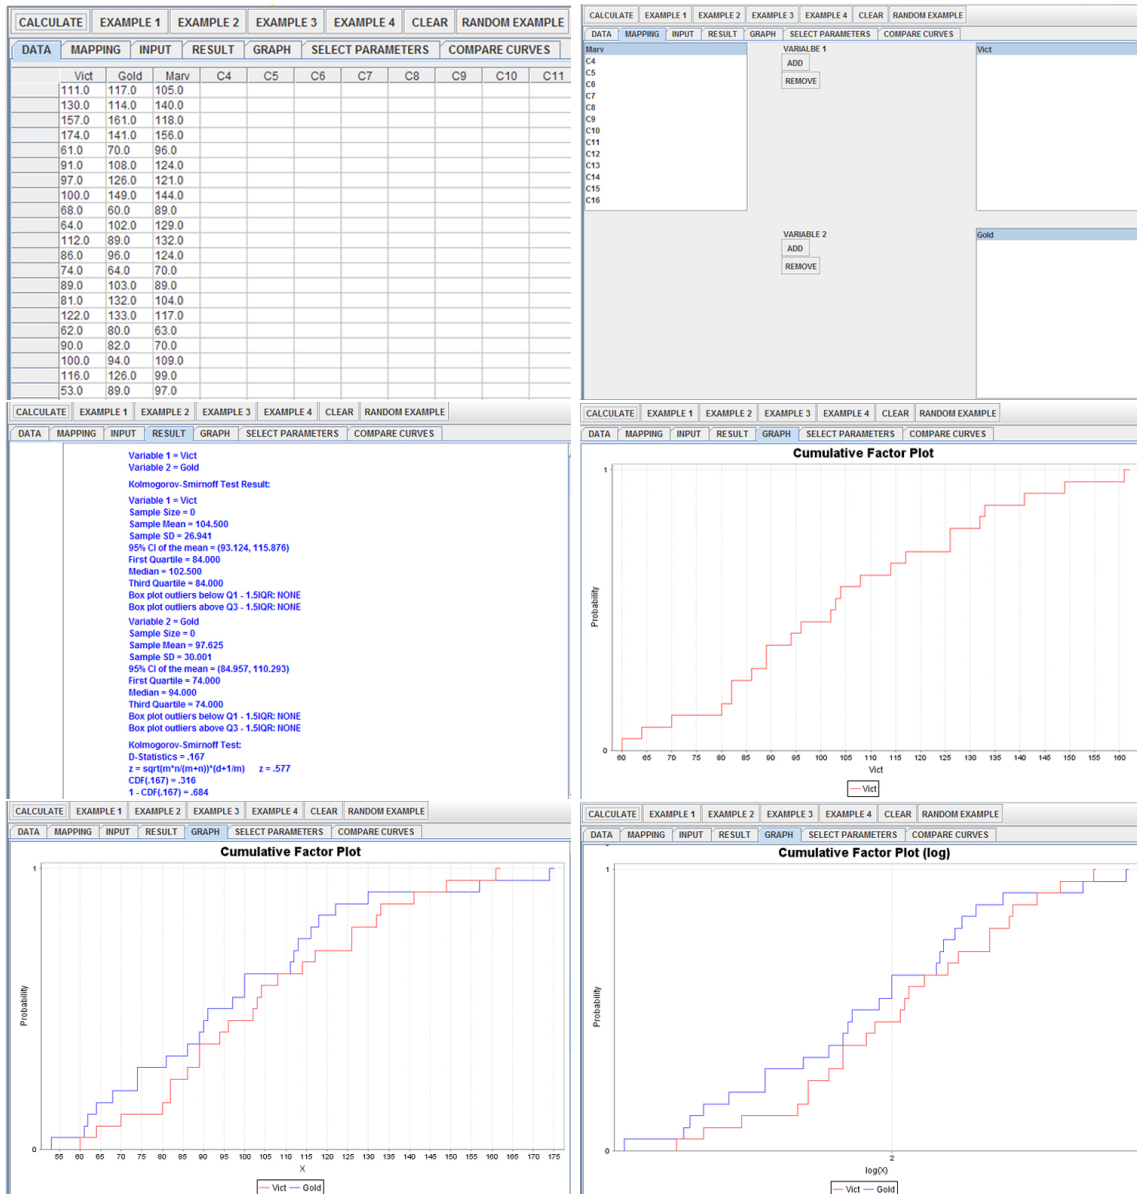 CALCULATE EXAMPLE 1 EXAMPLE 2 EXAMPLE 3 EXAMPLE 4 CLEAR RANDOM EXAMPLE
DATA MAPPING INPUT RESULT GRAPH SELECT PARAMETERS COMPARE CURVES
Vict Gold Marv C4 C5 C6 C7 C8 C9 C10 C11
111.0 117.0 105.0
130.0 114.0 140.0
157.0 161.0 118.0
174.0 141.0 156.0
61.0 70.0 96.0
91.0 108.0 124.0
97.0 126.0 121.0
100.0 149.0 144.0
68.0 60.0 89.0
64.0 102.0 129.0
112.0 89.0 132.0
86.0 96.0 124.0
74.0 64.0 70.0
89.0 103.0 89.0
81.0 132.0 104.0
122.0 133.0 117.0
62.0 80.0 63.0
90.0 82.0 70.0
100.0 94.0 109.0
116.0 126.0 99.0
53.0 89.0 97.0
CALCULATE EXAMPLE 1 EXAMPLE 2 EXAMPLE 3 EXAMPLE 4 CLEAR RANDOM EXAMPLE
DATA MAPPING INPUT RESULT GRAPH SELECT PARAMETERS COMPARE CURVES
Marv
C4
C5
C6
C7
C8
C9
C10
C11
C12
C13
C14
C15
C16
VARIALBE 1
ADD
REMOVE
Vict
VARIABLE 2
ADD
REMOVE
Gold
CALCULATE EXAMPLE 1 EXAMPLE 2 EXAMPLE 3 EXAMPLE 4 CLEAR RANDOM EXAMPLE
DATA MAPPING INPUT RESULT GRAPH SELECT PARAMETERS COMPARE CURVES
Variable 1 = Vict
Variable 2 = Gold
Kolmogorov-Smirnoff Test Result:
Variable 1 = Vict
Sample Size = 0
Sample Mean = 104.500
Sample SD = 26.941
95% CI of the mean = (93.124, 115.876)
First Quartile = 84.000
Median = 102.500
Third Quartile = 84.000
Box plot outliers below Q1 - 1.5IQR: NONE
Box plot outliers above Q3 - 1.5IQR: NONE
Variable 2 = Gold
Sample Size = 0
Sample Mean = 97.625
Sample SD = 30.001
95% CI of the mean = (84.957, 110.293)
First Quartile = 74.000
Median = 94.000
Third Quartile = 74.000
Box plot outliers below Q1 - 1.5IQR: NONE
Box plot outliers above Q3 - 1.5IQR: NONE
Kolmogorov-Smirnoff Test:
D-Statistics = .167
z = sqrt(m*n/(m+n))*(d+1/m) z = .577
CDF(.167) = .316
1 - CDF(.167) = .684
CALCULATE EXAMPLE 1 EXAMPLE 2 EXAMPLE 3 EXAMPLE 4 CLEAR RANDOM EXAMPLE
DATA MAPPING INPUT RESULT GRAPH SELECT PARAMETERS COMPARE CURVES
Cumulative Factor Plot
1
Probability
0
60 65 70 75 80 85 90 95 100 105 110 115 120 125 130 135 140 145 150 155 160
Vict
Vict
CALCULATE EXAMPLE 1 EXAMPLE 2 EXAMPLE 3 EXAMPLE 4 CLEAR RANDOM EXAMPLE
DATA MAPPING INPUT RESULT GRAPH SELECT PARAMETERS COMPARE CURVES
Cumulative Factor Plot
1
Probability
0
55 60 65 70 75 80 85 90 95 100 105 110 115 120 125 130 135 140 145 150 155 160 165 170 175
X
Vict Gold
CALCULATE EXAMPLE 1 EXAMPLE 2 EXAMPLE 3 EXAMPLE 4 CLEAR RANDOM EXAMPLE
DATA MAPPING INPUT RESULT GRAPH SELECT PARAMETERS COMPARE CURVES
Cumulative Factor Plot (log)
1
Probability
0
2
log(X)
Vict Gold